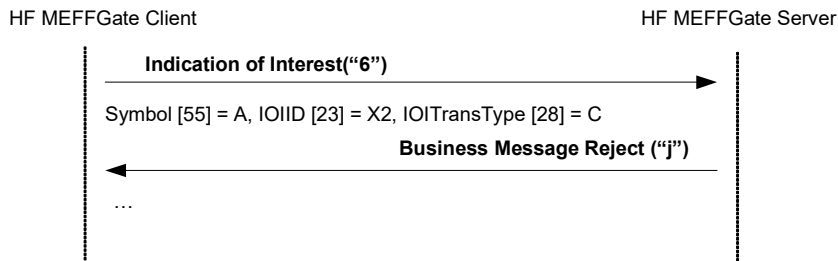 HF MEFFGate Client
HF MEFFGate Server
Indication of Interest(“6”)
Symbol [55] = A, IOIID [23] = X2, IOITransType [28] = C
Business Message Reject (“j”)
…